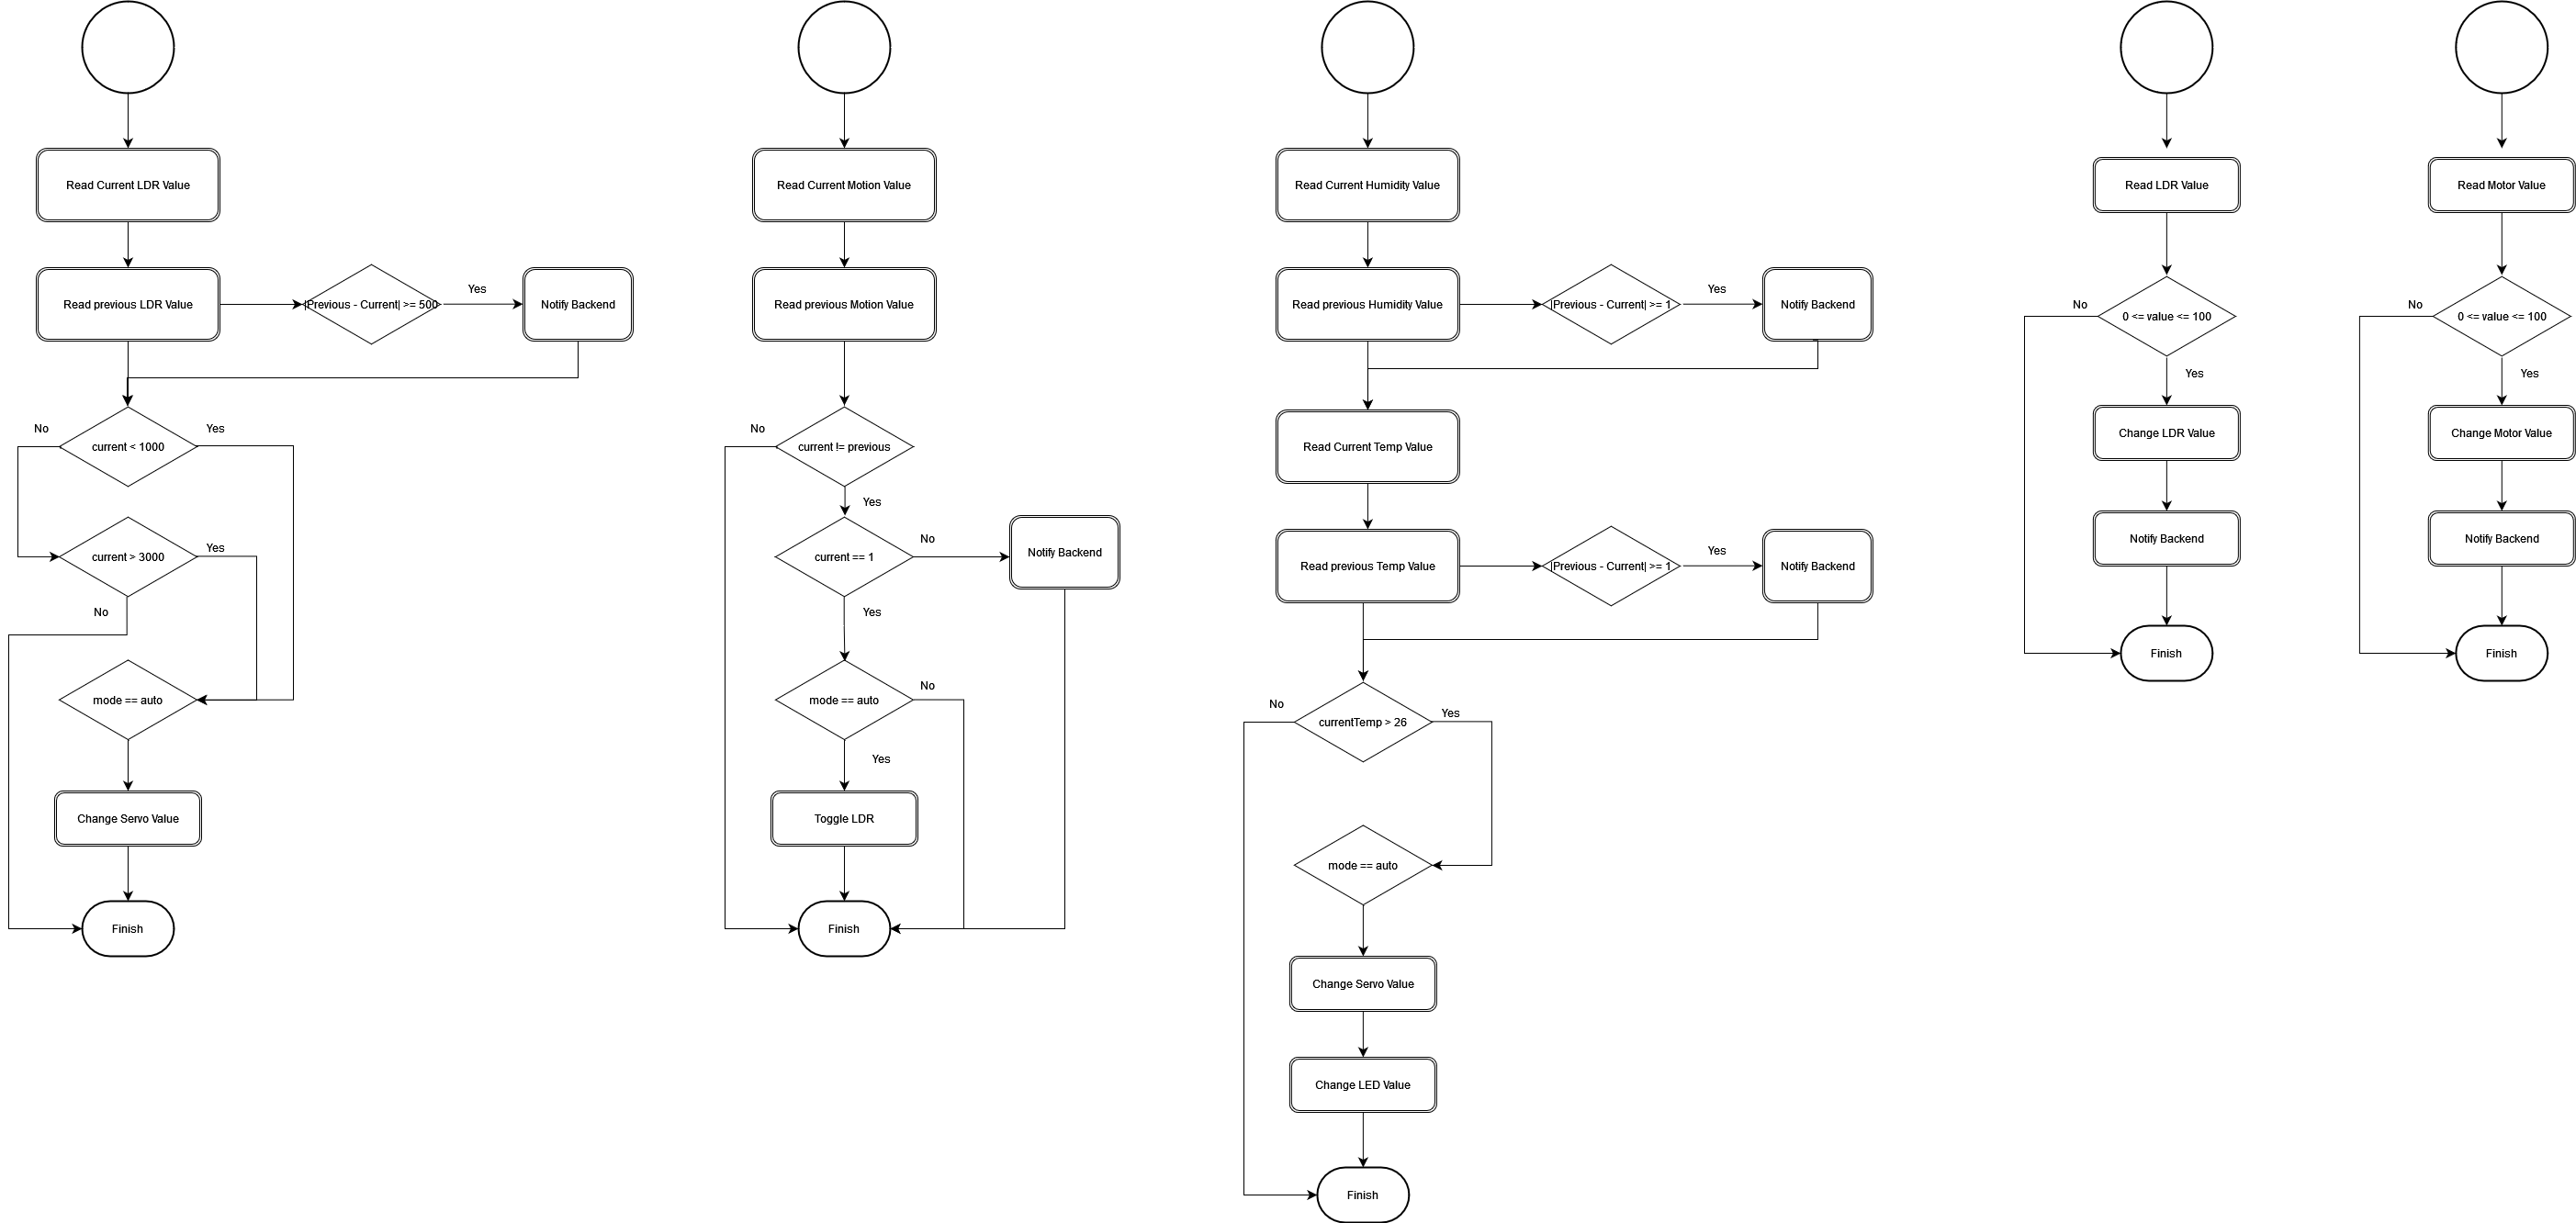 Read Current LDR Value
Read previous LDR Value
|Previous - Current| >= 500
Yes
Notify Backend
No
Yes
current < 1000
Yes
current > 3000
No
mode == auto
Change Servo Value
Finish
Read Current Motion Value
Read previous Motion Value
No
current != previous
Yes
current == 1
No
Notify Backend
Yes
mode == auto
No
Yes
Toggle LDR
Finish
Read Current Humidity Value
Read previous Humidity Value
|Previous - Current| >= 1
Yes
Notify Backend
Read Current Temp Value
Read previous Temp Value
|Previous - Current| >= 1
Yes
Notify Backend
No
currentTemp > 26
Yes
mode == auto
Change Servo Value
Change LED Value
Finish
Read LDR Value
No
0 <= value <= 100
Yes
Change LDR Value
Notify Backend
Finish
Read Motor Value
No
0 <= value <= 100
Yes
Change Motor Value
Notify Backend
Finish